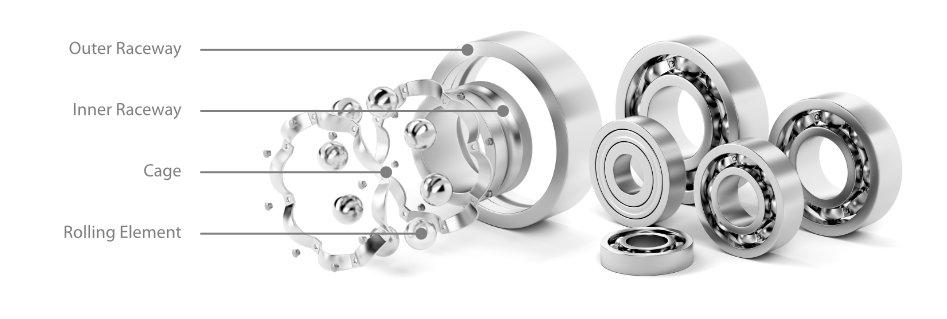 Outer Raceway
Inner Raceway
Cage
Rolling Element